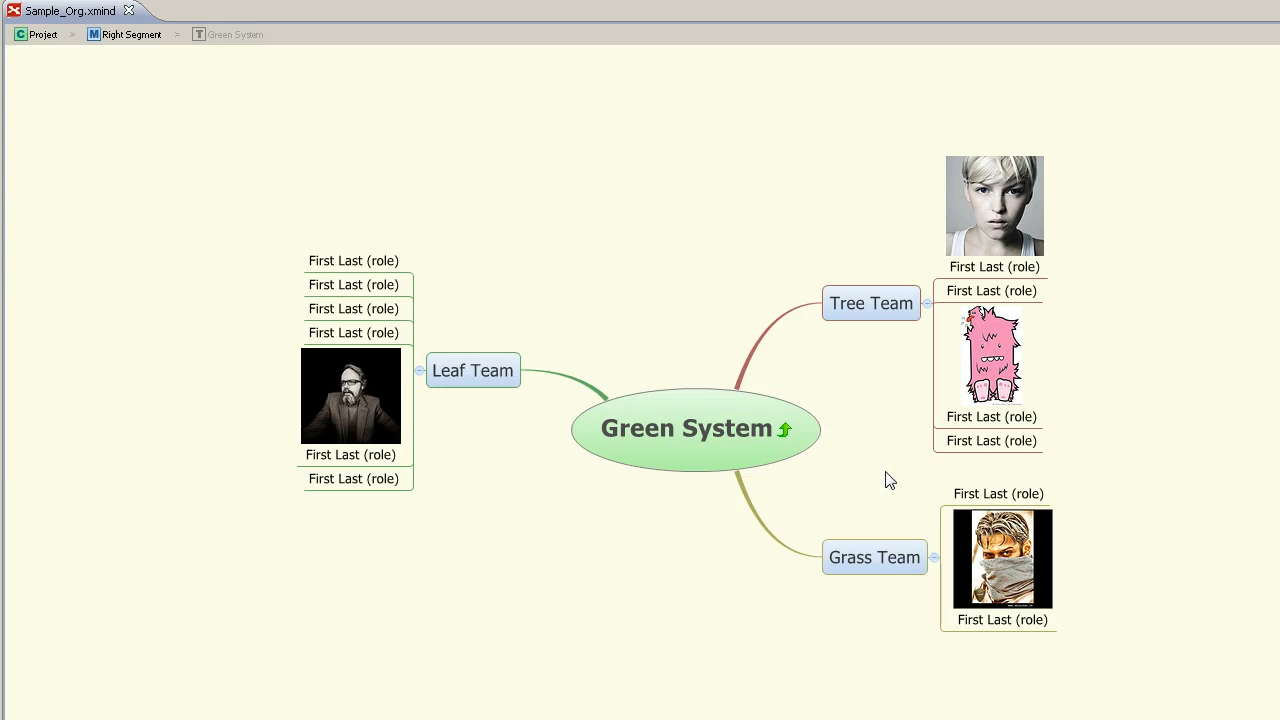 Sample_Org.xmind
C Project > M Right Segment > T Green System
First Last (role)
First Last (role)
First Last (role)
First Last (role)
First Last (role)
First Last (role)
Leaf Team
Green System
Tree Team
First Last (role)
First Last (role)
First Last (role)
First Last (role)
Grass Team
First Last (role)
First Last (role)